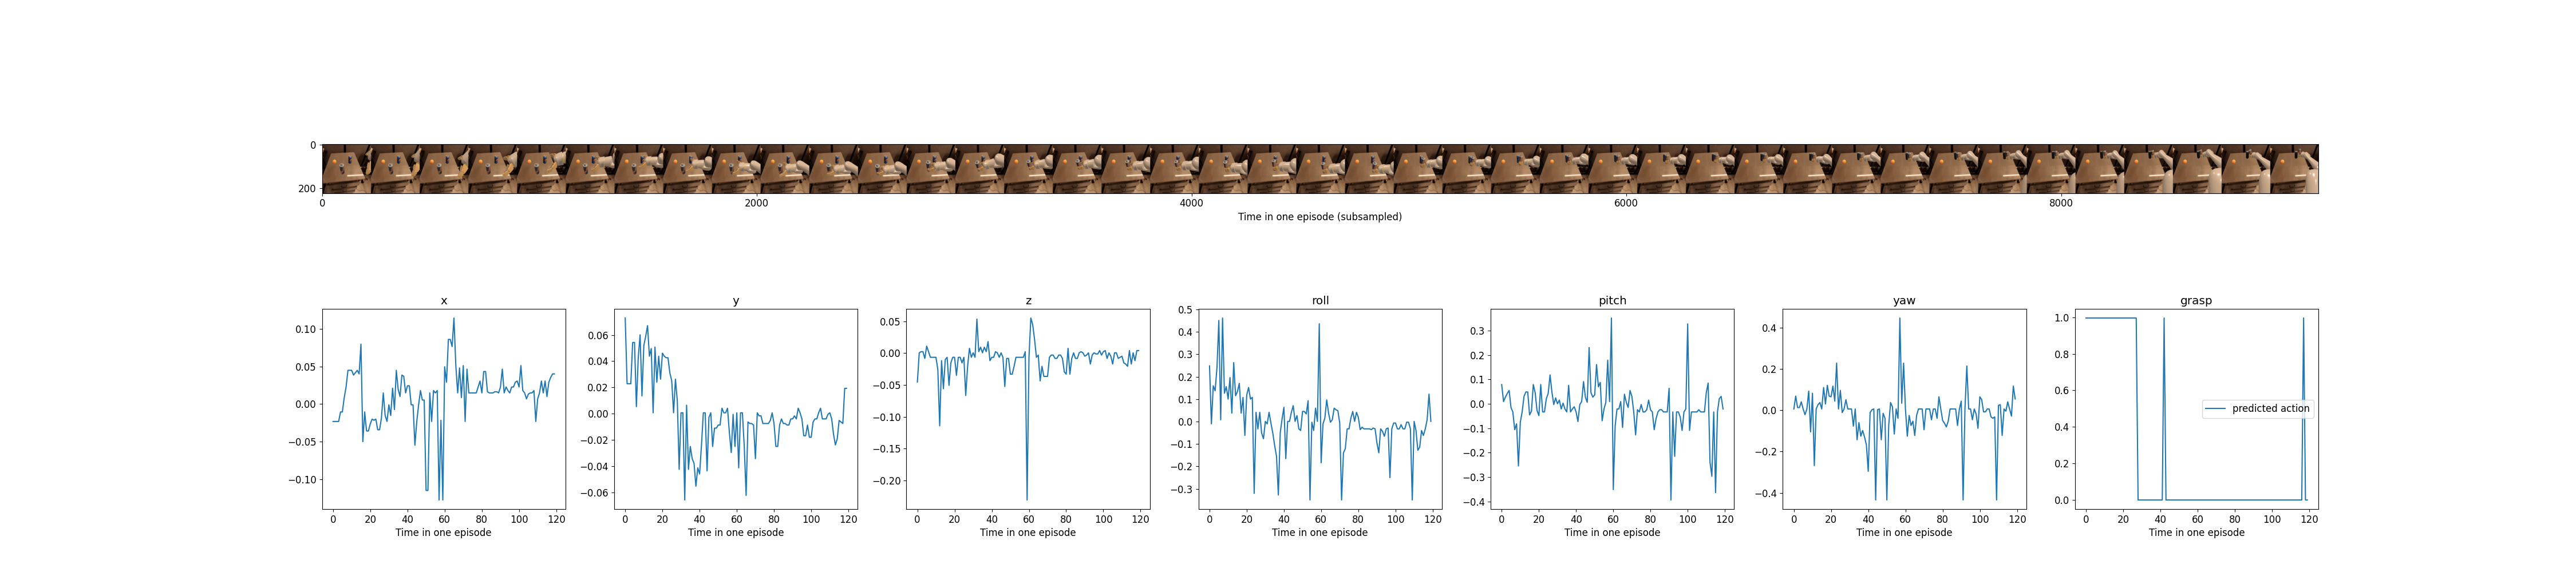 0
200
0 2000 4000 6000 8000
Time in one episode (subsampled)
x y z roll pitch yaw grasp
0.10
0.05
0.00
−0.05
−0.10
0 20 40 60 80 100 120
Time in one episode
0.06
0.04
0.02
0.00
−0.02
−0.04
−0.06
0 20 40 60 80 100 120
Time in one episode
0.05
0.00
−0.05
−0.10
−0.15
−0.20
0 20 40 60 80 100 120
Time in one episode
0.5
0.4
0.3
0.2
0.1
0.0
−0.1
−0.2
−0.3
0 20 40 60 80 100 120
Time in one episode
0.3
0.2
0.1
0.0
−0.1
−0.2
−0.3
−0.4
0 20 40 60 80 100 120
Time in one episode
0.4
0.2
0.0
−0.2
−0.4
0 20 40 60 80 100 120
Time in one episode
1.0
0.8
0.6
0.4
0.2
0.0
predicted action
0 20 40 60 80 100 120
Time in one episode